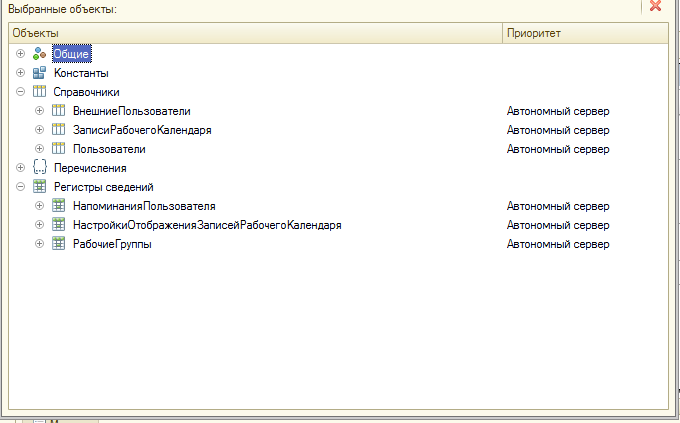 Выбранные объекты:
Объекты Приоритет
Общие
Константы
Справочники
ВнешниеПользователи Автономный сервер
ЗаписиРабочегоКалендаря Автономный сервер
Пользователи Автономный сервер
Перечисления
Регистры сведений
НапоминанияПользователя Автономный сервер
НастройкиОтображенияЗаписейРабочегоКалендаря Автономный сервер
РабочиеГруппы Автономный сервер